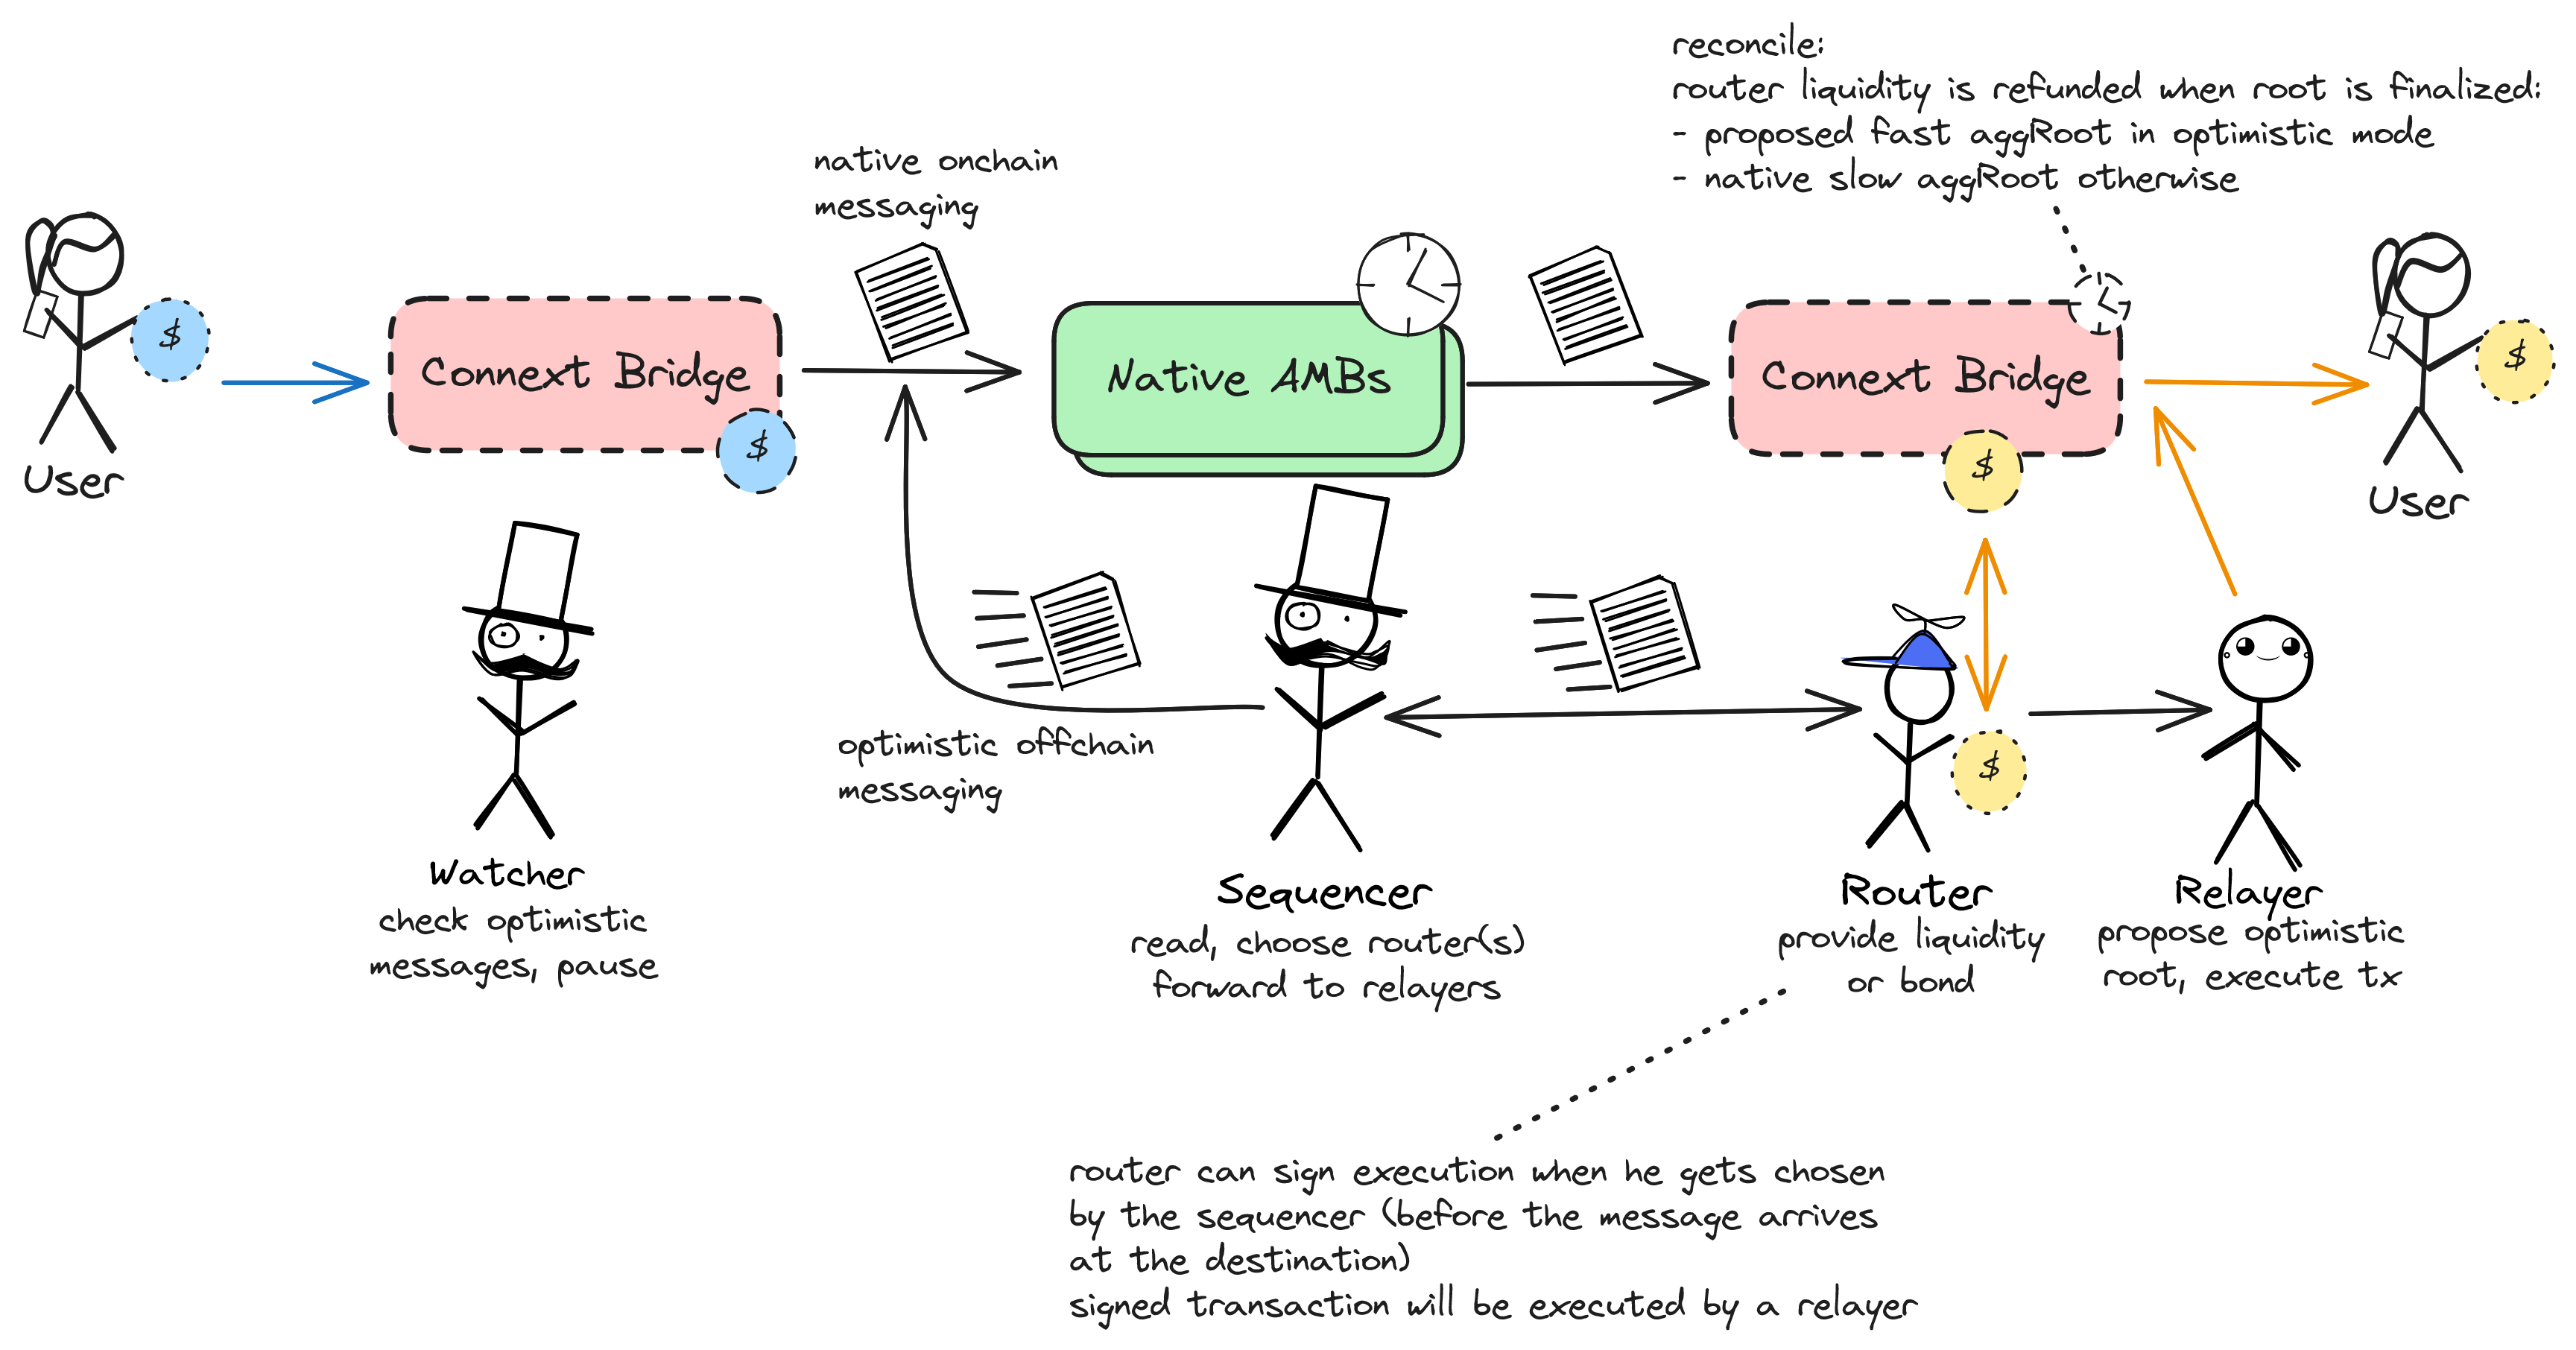 reconcile:
router liquidity is refunded when root is finalized:
- proposed fast aggRoot in optimistic mode
- native slow aggRoot otherwise
native onchain
messaging
$
User
Connext Bridge
$
Native AMBs
Connext Bridge
$
$
User
optimistic offchain
messaging
$
Watcher
check optimistic
messages, pause
Sequencer
read, choose router(s)
forward to relayers
Router
provide liquidity
or bond
Relayer
propose optimistic
root, execute tx
router can sign execution when he gets chosen
by the sequencer (before the message arrives
at the destination)
signed transaction will be executed by a relayer